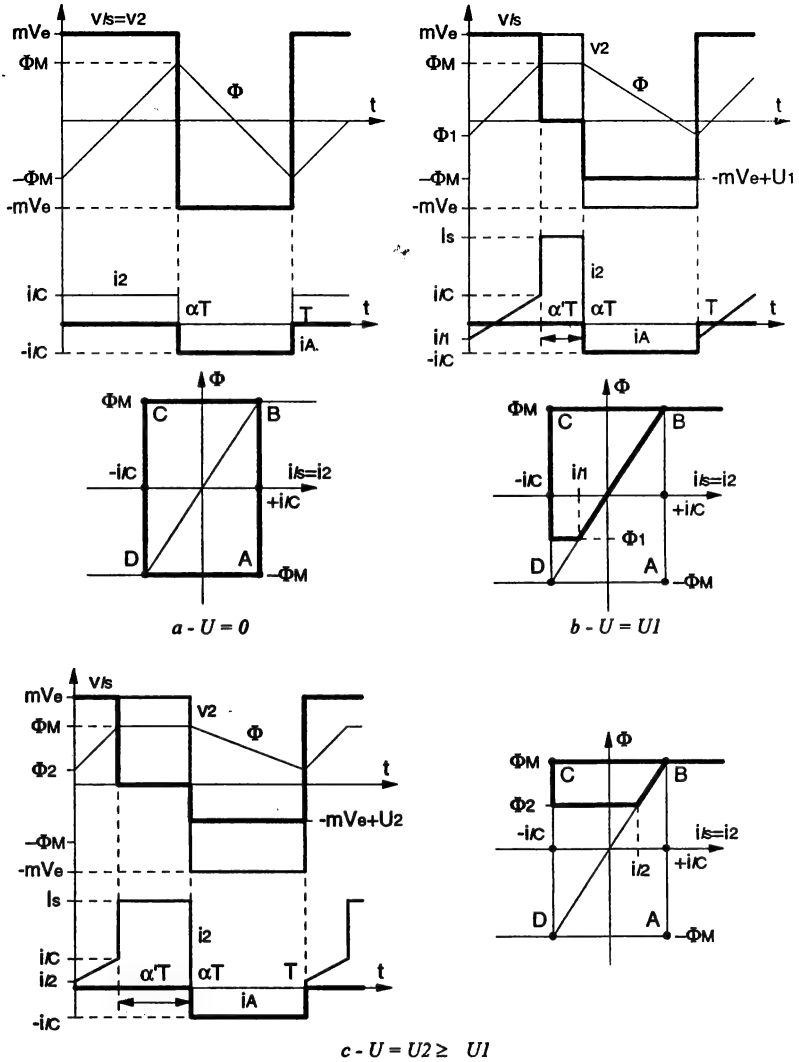 v/s=v2
mVe
ΦM
Φ
t
−ΦM
-mVe
i2
i/C
αT
T
t
-i/C
iA.
v/s
mVe
v2
ΦM
Φ
t
Φ1
−ΦM
-mVe+U1
-mVe
Is
i2
i/C
α'T
αT
T
t
i/1
-i/C
iA
Φ
ΦM
C
B
-i/C
i/s=i2
+i/C
D
A
−ΦM
a - U = 0
Φ
ΦM
C
B
-i/C
i/1
i/s=i2
+i/C
Φ1
D
A
−ΦM
b - U = U1
v/s
mVe
v2
ΦM
Φ
Φ2
t
-mVe+U2
−ΦM
-mVe
Is
i2
i/C
i/2
α'T
αT
T
t
iA
-i/C
Φ
ΦM
C
B
Φ2
-i/C
i/s=i2
i/2
+i/C
D
A
−ΦM
c - U = U2 ≥ U1